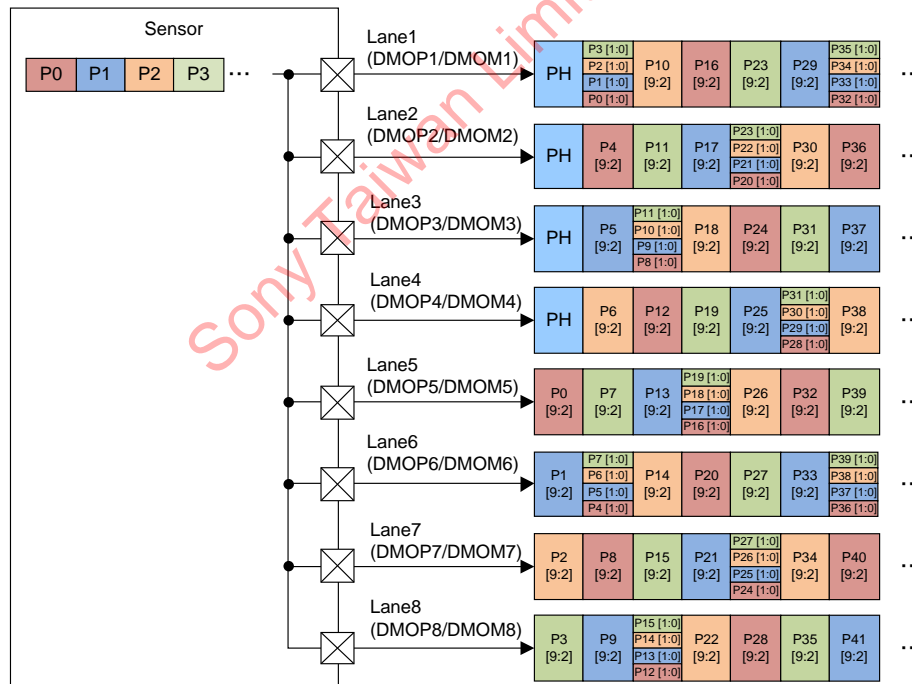 Sensor
P0 P1 P2 P3 ...
Sony Taiwan Limi
Lane1
(DMOP1/DMOM1)
PH
P3 [1:0]
P2 [1:0]
P1 [1:0]
P0 [1:0]
P10 [9:2]
P16 [9:2]
P23 [9:2]
P29 [9:2]
P35 [1:0]
P34 [1:0]
P33 [1:0]
P32 [1:0]
Lane2
(DMOP2/DMOM2)
PH
P4 [9:2]
P11 [9:2]
P17 [9:2]
P23 [1:0]
P22 [1:0]
P21 [1:0]
P20 [1:0]
P30 [9:2]
P36 [9:2]
Lane3
(DMOP3/DMOM3)
PH
P5 [9:2]
P11 [1:0]
P10 [1:0]
P9 [1:0]
P8 [1:0]
P18 [9:2]
P24 [9:2]
P31 [9:2]
P37 [9:2]
Lane4
(DMOP4/DMOM4)
PH
P6 [9:2]
P12 [9:2]
P19 [9:2]
P25 [9:2]
P31 [1:0]
P30 [1:0]
P29 [1:0]
P28 [1:0]
P38 [9:2]
Lane5
(DMOP5/DMOM5)
P0 [9:2]
P7 [9:2]
P13 [9:2]
P19 [1:0]
P18 [1:0]
P17 [1:0]
P16 [1:0]
P26 [9:2]
P32 [9:2]
P39 [9:2]
Lane6
(DMOP6/DMOM6)
P1 [9:2]
P7 [1:0]
P6 [1:0]
P5 [1:0]
P4 [1:0]
P14 [9:2]
P20 [9:2]
P27 [9:2]
P33 [9:2]
P39 [1:0]
P38 [1:0]
P37 [1:0]
P36 [1:0]
Lane7
(DMOP7/DMOM7)
P2 [9:2]
P8 [9:2]
P15 [9:2]
P21 [9:2]
P27 [1:0]
P26 [1:0]
P25 [1:0]
P24 [1:0]
P34 [9:2]
P40 [9:2]
Lane8
(DMOP8/DMOM8)
P3 [9:2]
P9 [9:2]
P15 [1:0]
P14 [1:0]
P13 [1:0]
P12 [1:0]
P22 [9:2]
P28 [9:2]
P35 [9:2]
P41 [9:2]